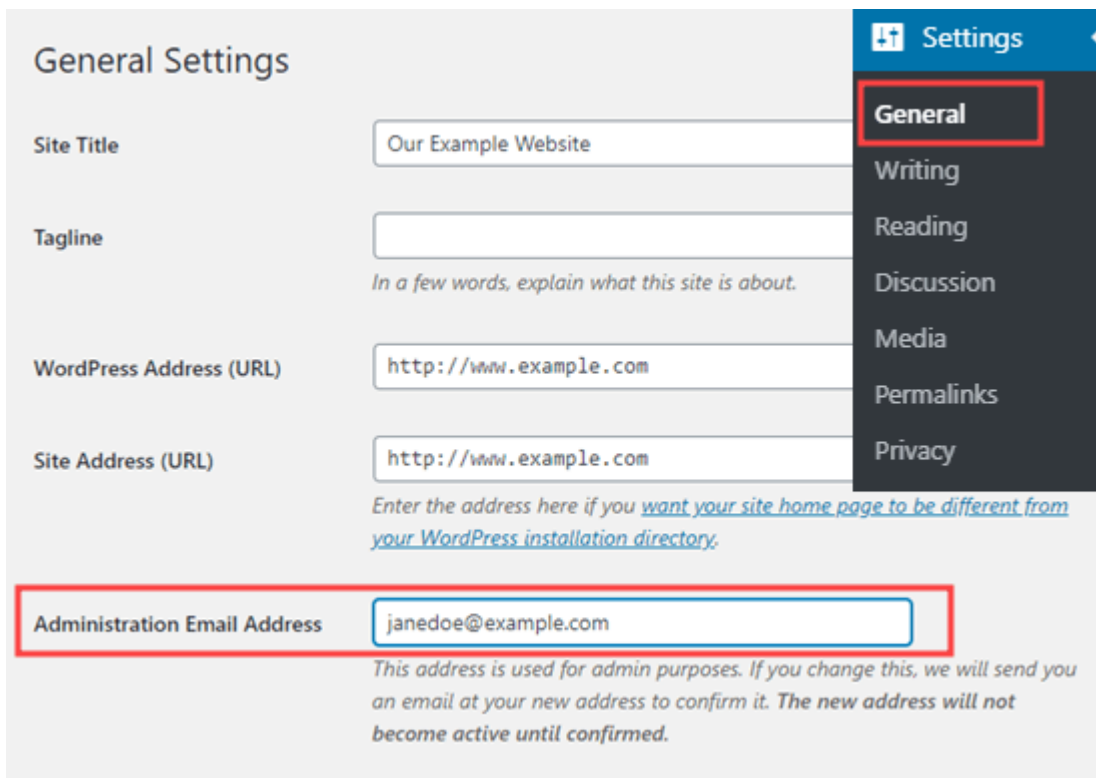 General Settings
Settings
General
Writing
Reading
Discussion
Media
Permalinks
Privacy
Site Title
Our Example Website
Tagline
In a few words, explain what this site is about.
WordPress Address (URL)
http://www.example.com
Site Address (URL)
http://www.example.com
Enter the address here if you want your site home page to be different from
your WordPress installation directory.
Administration Email Address
janedoe@example.com
This address is used for admin purposes. If you change this, we will send you
an email at your new address to confirm it. The new address will not
become active until confirmed.